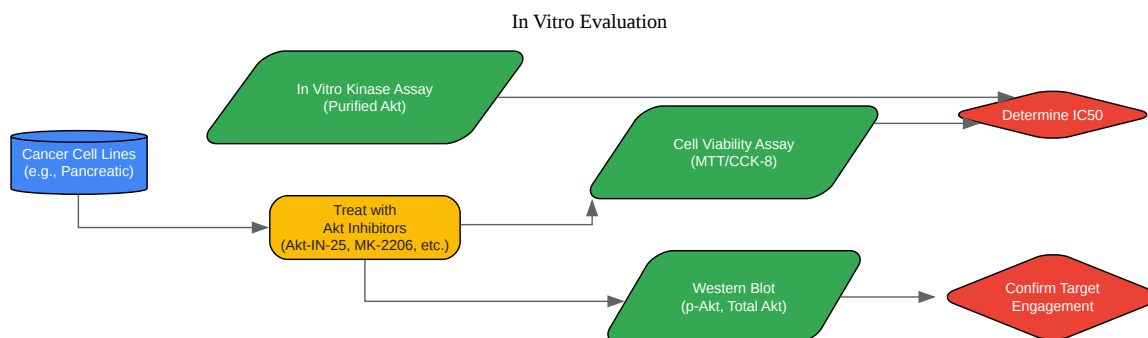 In Vitro Evaluation
In Vitro Kinase Assay
(Purified Akt)
Determine IC50
Cell Viability Assay
(MTT/CCK-8)
Cancer Cell Lines
(e.g., Pancreatic)
Treat with
Akt Inhibitors
(Akt-IN-25, MK-2206, etc.)
Western Blot
(p-Akt, Total Akt)
Confirm Target
Engagement